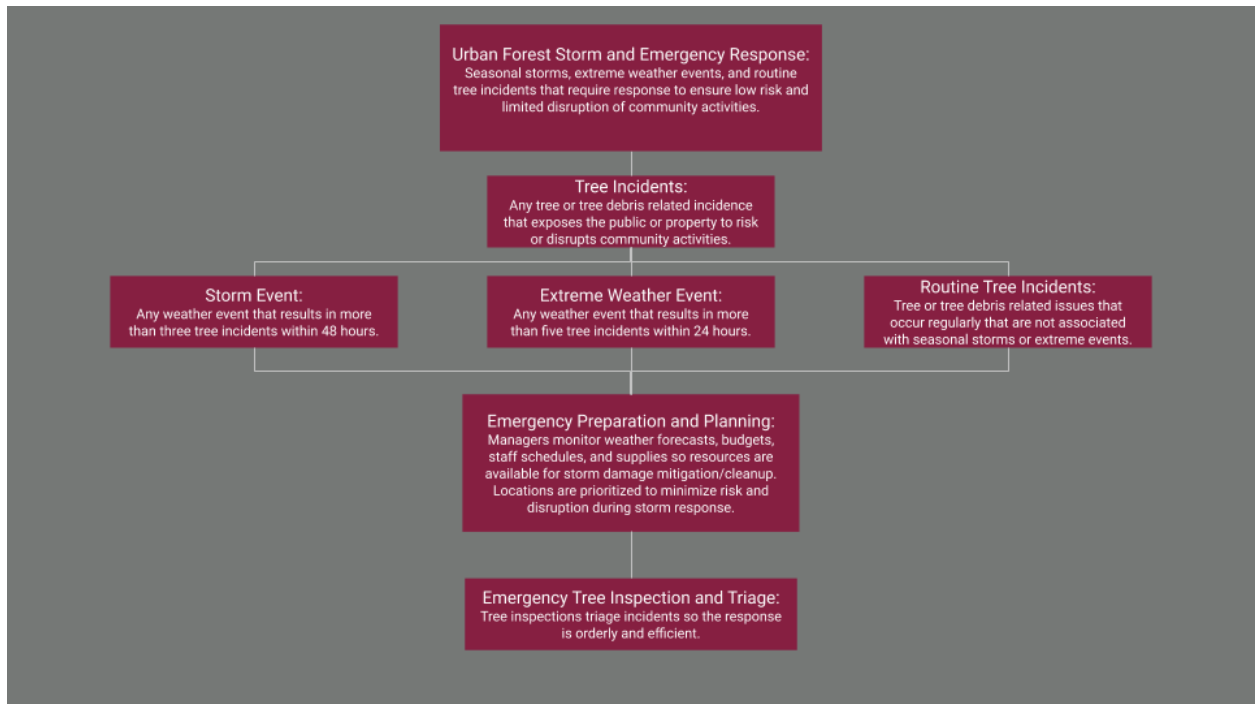 Urban Forest Storm and Emergency Response:
Seasonal storms, extreme weather events, and routine
tree incidents that require response to ensure low risk and
limited disruption of community activities.
Tree Incidents:
Any tree or tree debris related incidence
that exposes the public or property to risk
or disrupts community activities.
Storm Event:
Any weather event that results in more
than three tree incidents within 48 hours.
Extreme Weather Event:
Any weather event that results in more
than five tree incidents within 24 hours.
Routine Tree Incidents:
Tree or tree debris related issues that
occur regularly that are not associated
with seasonal storms or extreme events.
Emergency Preparation and Planning:
Managers monitor weather forecasts, budgets,
staff schedules, and supplies so resources are
available for storm damage mitigation/cleanup.
Locations are prioritized to minimize risk and
disruption during storm response.
Emergency Tree Inspection and Triage:
Tree inspections triage incidents so the response
is orderly and efficient.